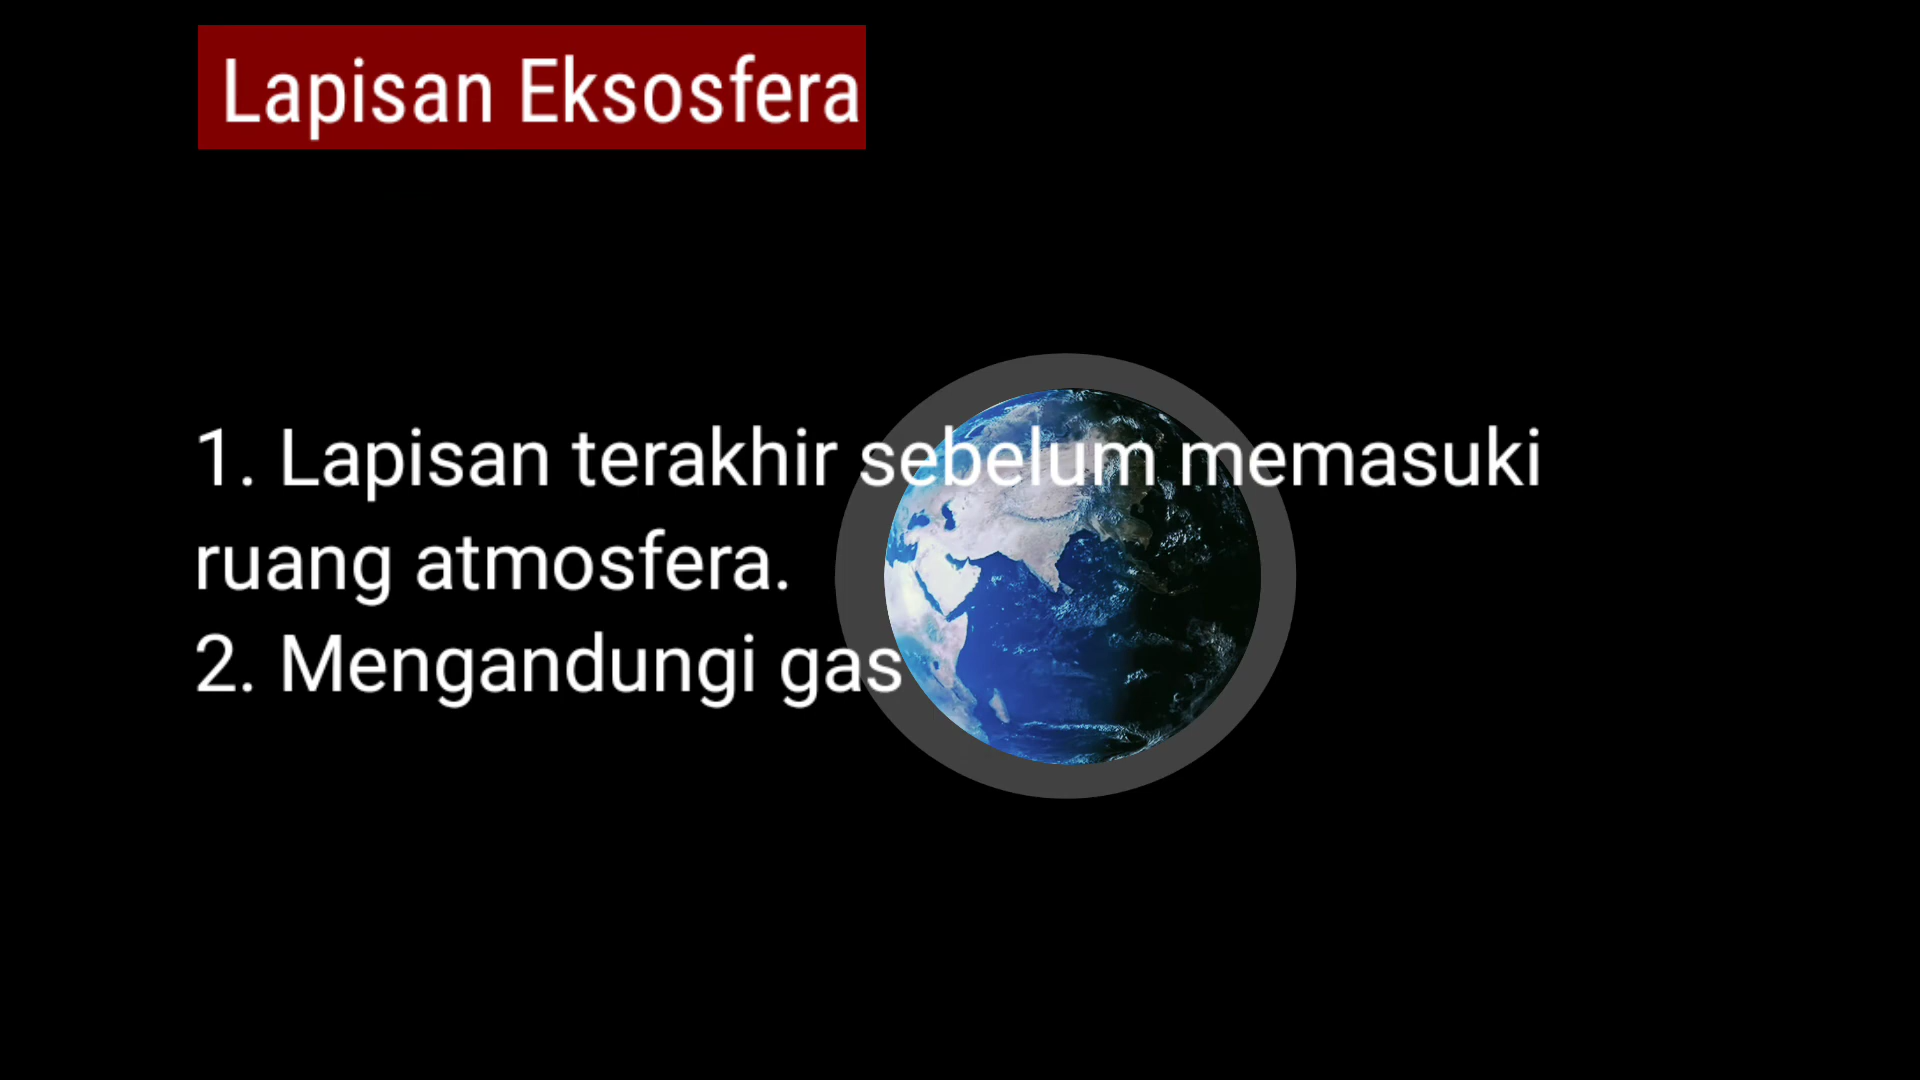 Lapisan Eksosfera
1. Lapisan terakhir sebelum memasuki
ruang atmosfera.
2. Mengandungi gas